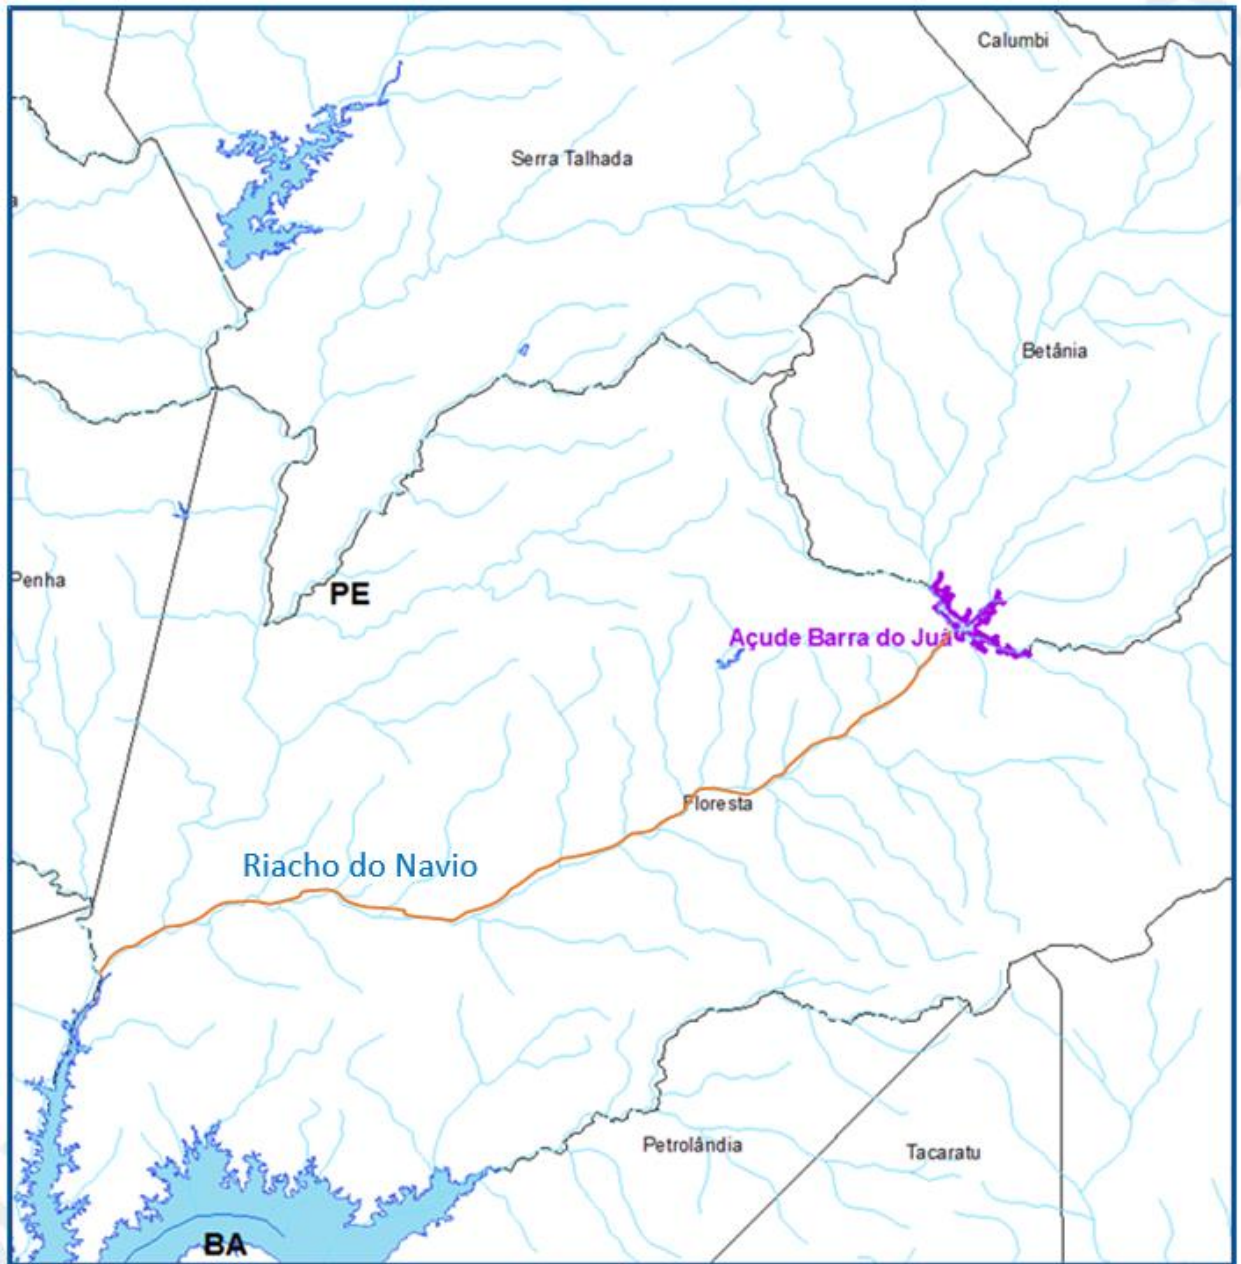 Calumbi
Serra Talhada
a
Betânia
Penha
PE
Açude Barra do Juá
Floresta
Riacho do Navio
Petrolândia
Tacaratu
BA